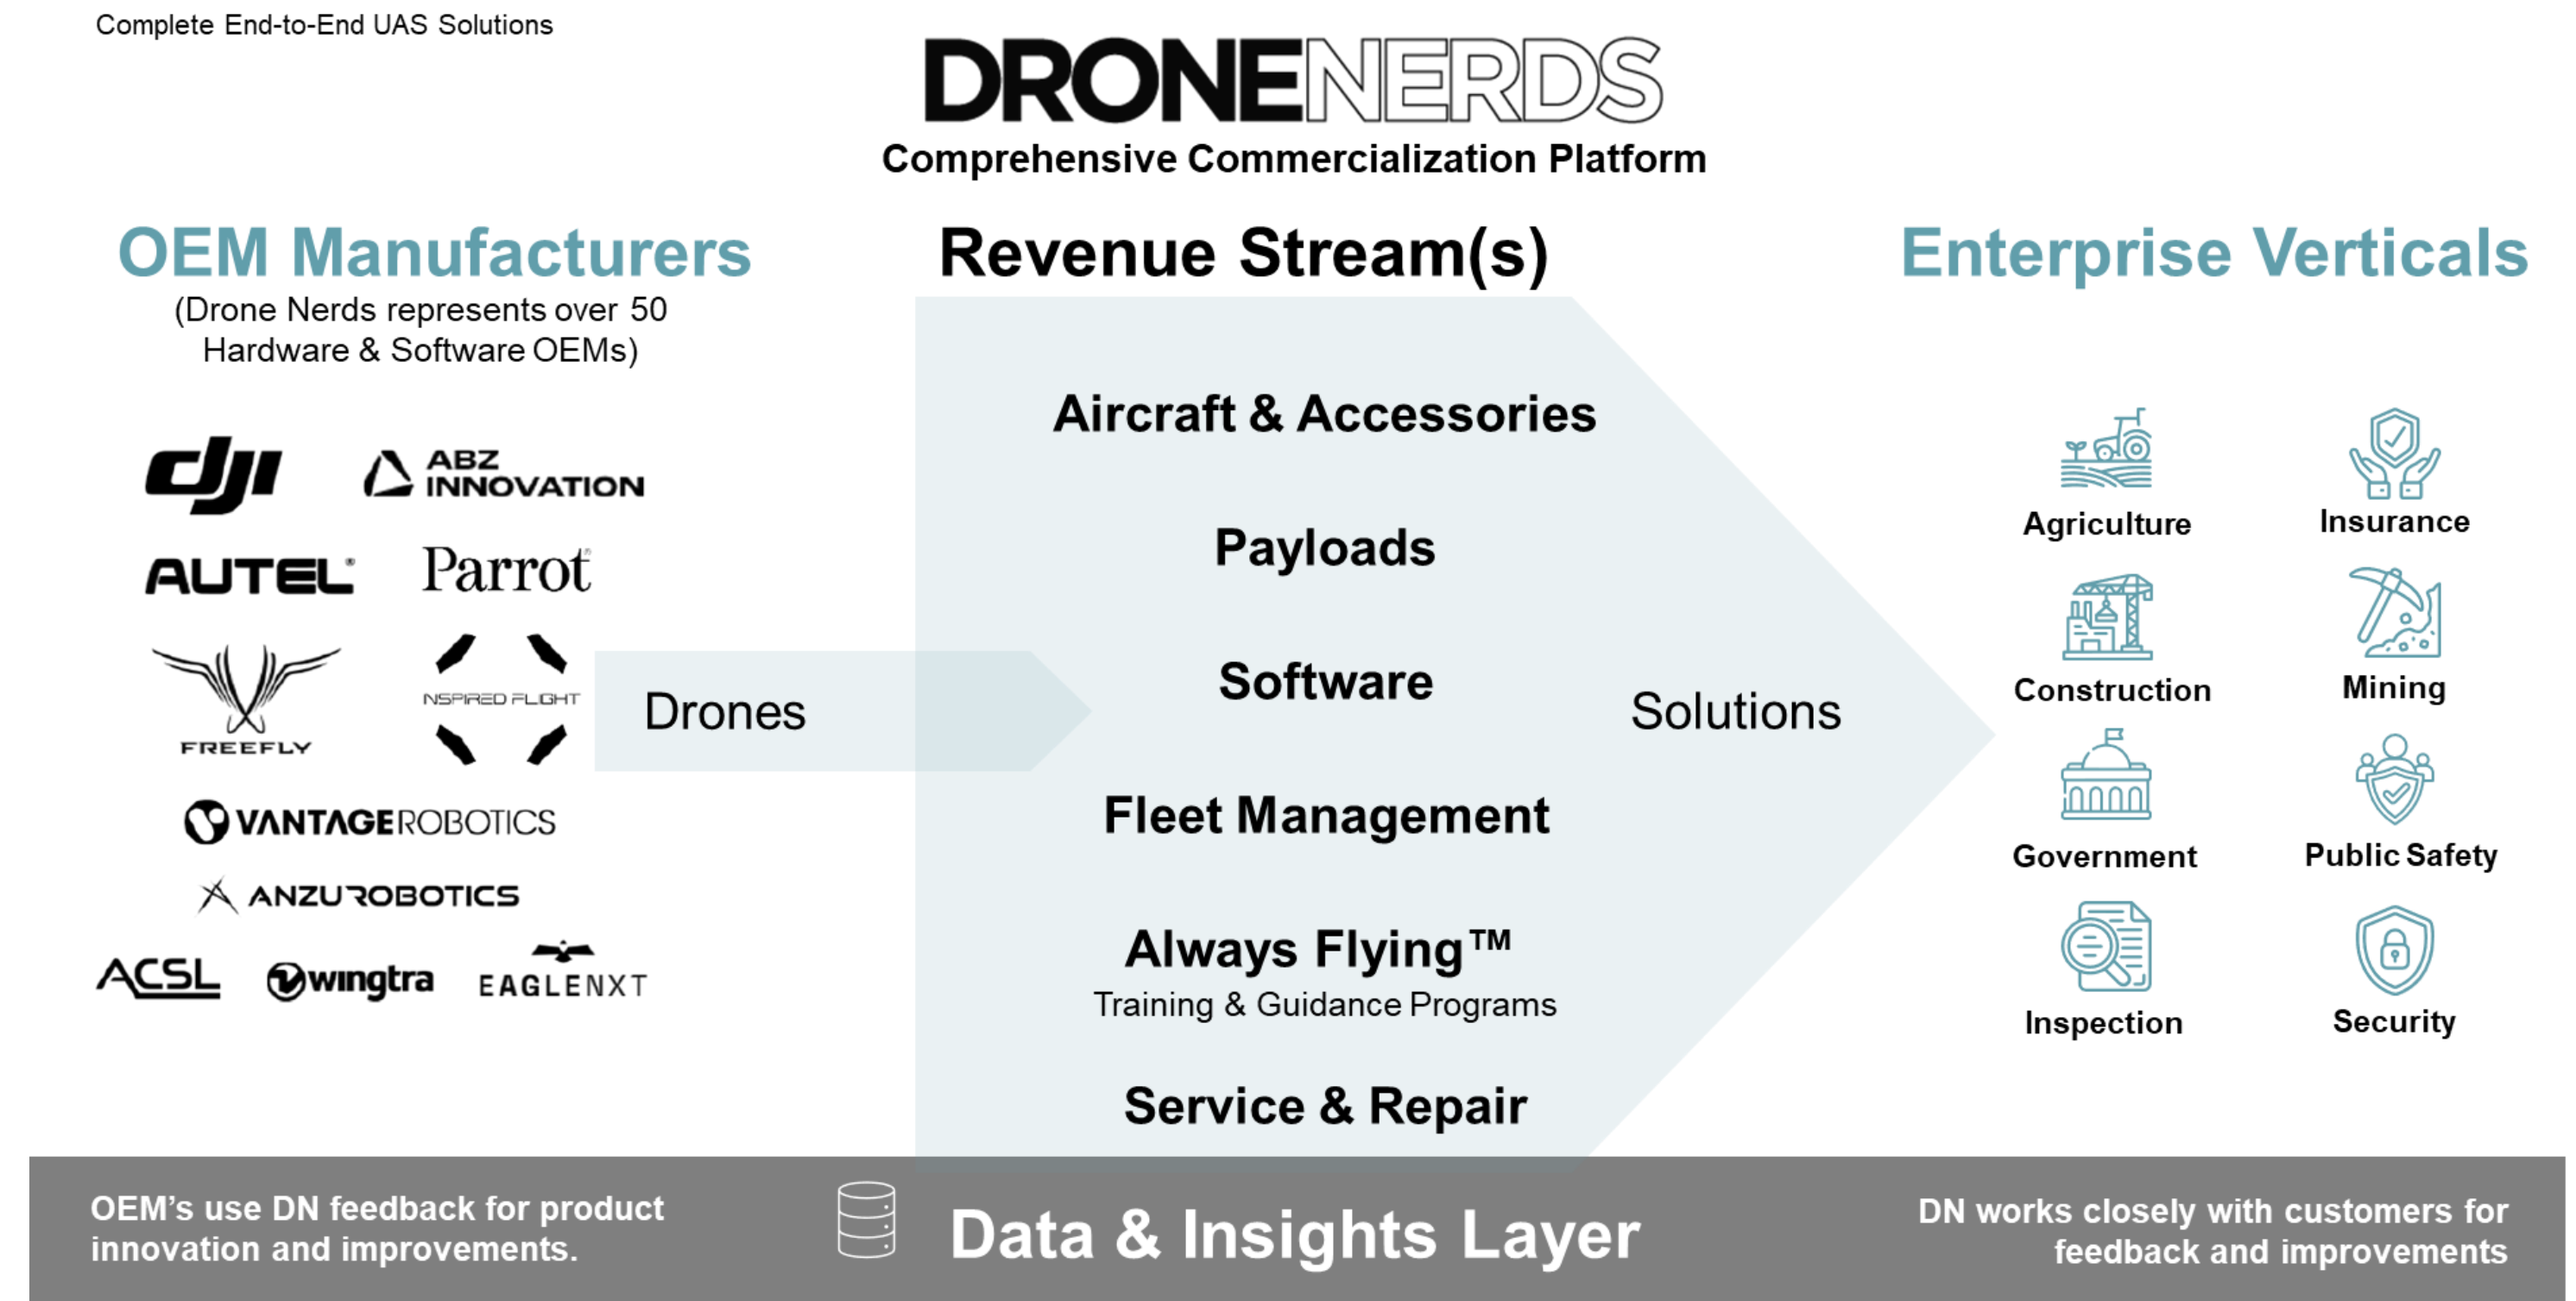 Complete End-to-End UAS Solutions
DRONENERDS
Comprehensive Commercialization Platform
OEM Manufacturers
(Drone Nerds represents over 50
Hardware & Software OEMs)
dji
ABZ
INNOVATION
AUTEL®
Parrot®
FREEFLY
NSPIRED FLIGHT
VANTAGEROBOTICS
ANZU ROBOTICS
ACSL
wingtra
EAGLENXT
Drones
Revenue Stream(s)
Aircraft & Accessories
Payloads
Software
Fleet Management
Always Flying™
Training & Guidance Programs
Service & Repair
Solutions
Enterprise Verticals
Agriculture
Insurance
Construction
Mining
Government
Public Safety
Inspection
Security
OEM's use DN feedback for product
innovation and improvements.
Data & Insights Layer
DN works closely with customers for
feedback and improvements